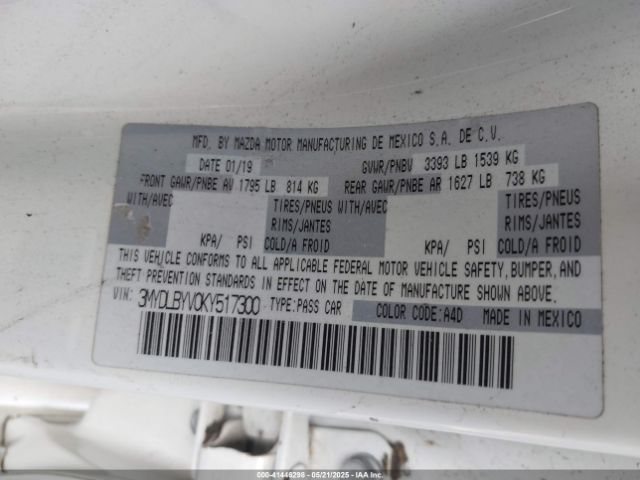 MFD. BY MAZDA MOTOR MANUFACTURING DE MEXICO S.A. DE C.V.
DATE 01/19 GVWR/PNBV 3393 LB 1539 KG
FRONT GAWR/PNBE AV 1795 LB 814 KG REAR GAWR/PNBE AR 1627 LB 738 KG
WITH/AVEC TIRES/PNEUS WITH/AVEC TIRES/PNEUS
RIMS/JANTES RIMS/JANTES
KPA/ PSI COLD/A FROID KPA/ PSI COLD/A FROID
THIS VEHICLE CONFORMS TO ALL APPLICABLE FEDERAL MOTOR VEHICLE SAFETY, BUMPER, AND
THEFT PREVENTION STANDARDS IN EFFECT ON THE DATE OF MANUFACTURE SHOWN ABOVE.
VIN: 3MYDLBYV0KY517300 TYPE:PASS CAR COLOR CODE:A4D MADE IN MEXICO
000-41446298 - 05/21/2025 - © IAA, Inc.